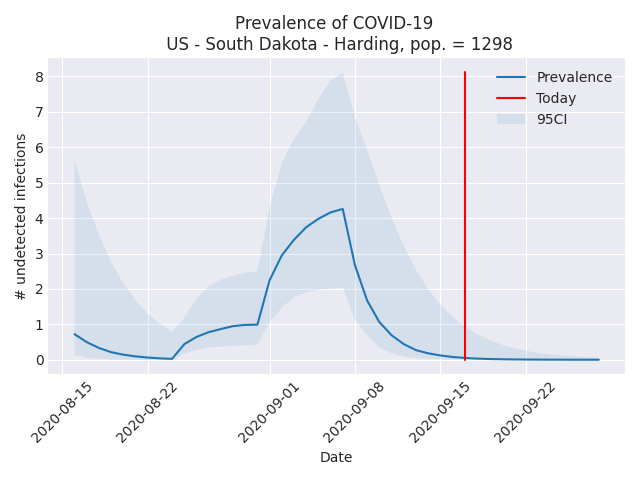 Prevalence of COVID-19
US - South Dakota - Harding, pop. = 1298
# undetected infections
8
7
6
5
4
3
2
1
0
Prevalence
Today
95CI
2020-08-15
2020-08-22
2020-09-01
2020-09-08
2020-09-15
2020-09-22
Date